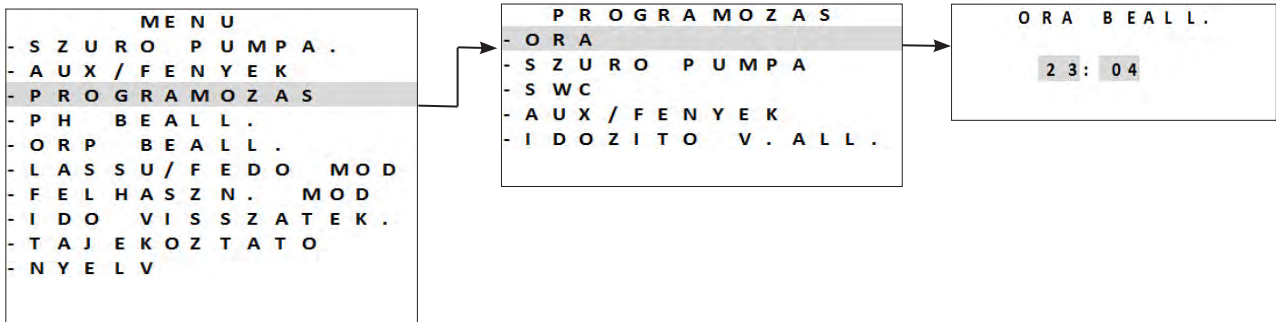 MENU
- SZURO PUMPA.
- AUX/FENYEK
- PROGRAMOZAS
- PH BEALL.
- ORP BEALL.
- LASSU/FEDO MOD
- FELHASZN. MOD
- IDO VISSZATEK.
- TAJEKOZTATO
- NYELV
PROGRAMOZAS
- ORA
- SZURO PUMPA
- SWC
- AUX/FENYEK
- IDOZITO V.ALL.
ORA BEALL.
23: 04